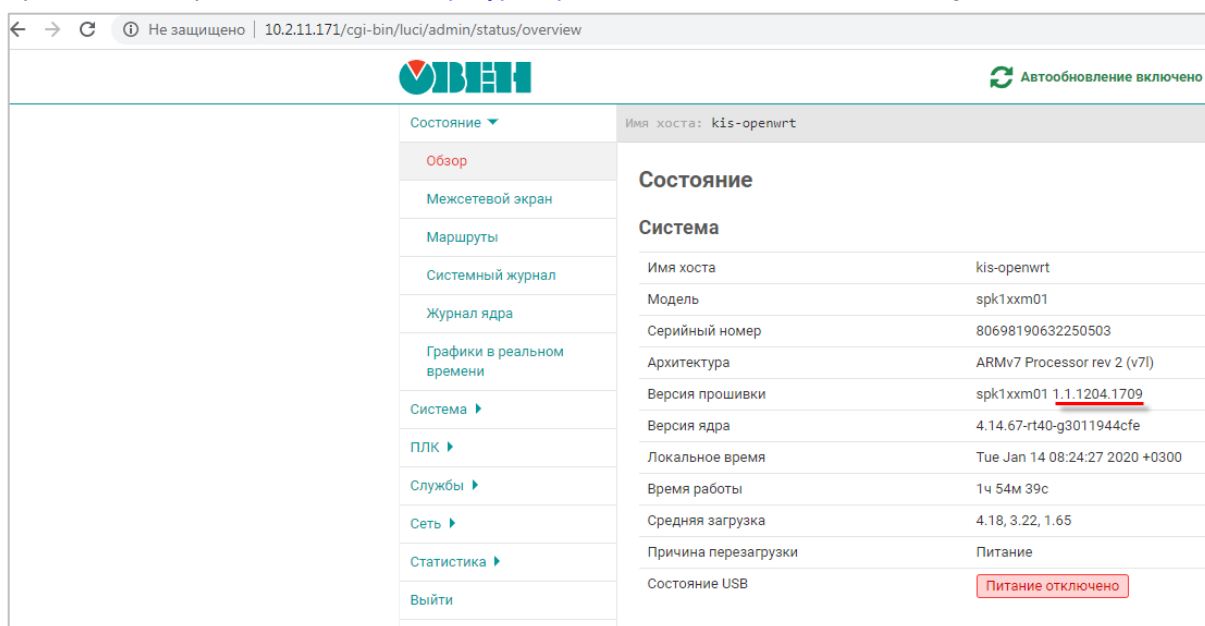 Не защищено | 10.2.11.171/cgi-bin/luci/admin/status/overview
ОВЕН
Автообновление включено
Состояние
Имя хоста: kis-openwrt
Обзор
Межсетевой экран
Маршруты
Системный журнал
Журнал ядра
Графики в реальном
времени
Система
ПЛК
Службы
Сеть
Статистика
Выйти
Состояние
Система
Имя хоста kis-openwrt
Модель spk1xxm01
Серийный номер 80698190632250503
Архитектура ARMv7 Processor rev 2 (v7l)
Версия прошивки spk1xxm01 1.1.1204.1709
Версия ядра 4.14.67-rt40-g3011944cfe
Локальное время Tue Jan 14 08:24:27 2020 +0300
Время работы 1ч 54м 39с
Средняя загрузка 4.18, 3.22, 1.65
Причина перезагрузки Питание
Состояние USB Питание отключено